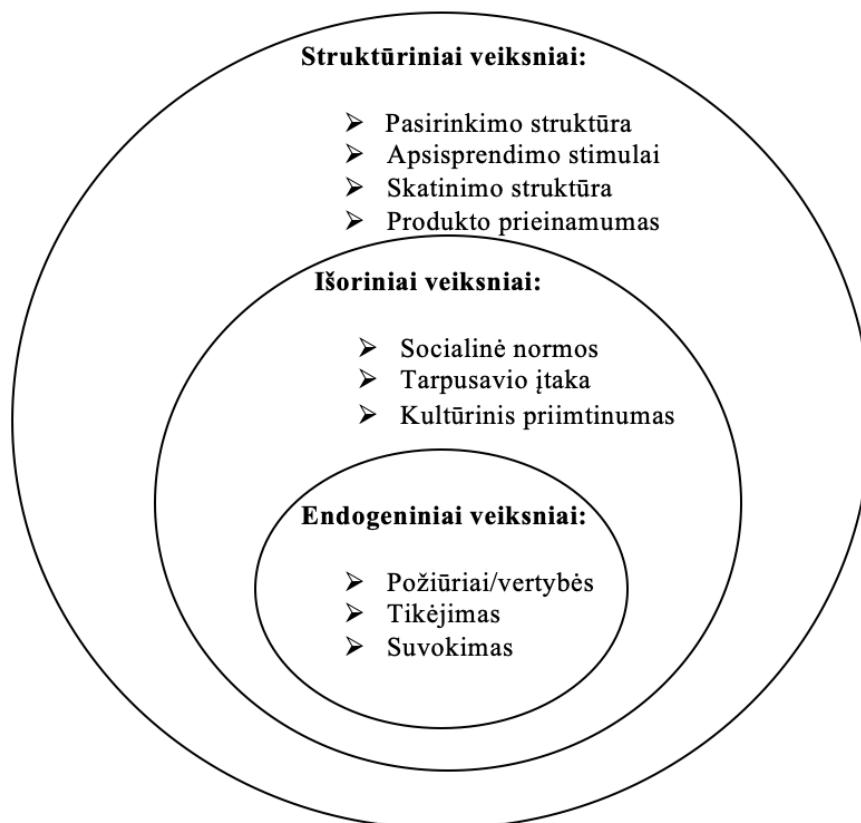 Struktūriniai veiksniai:
➢ Pasirinkimo struktūra
➢ Apsisprendimo stimulai
➢ Skatinimo struktūra
➢ Produkto prieinamumas
Išoriniai veiksniai:
➢ Socialinė normos
➢ Tarpusavio įtaka
➢ Kultūrinis priimtinumas
Endogeniniai veiksniai:
➢ Požiūriai/vertybės
➢ Tikėjimas
➢ Suvokimas